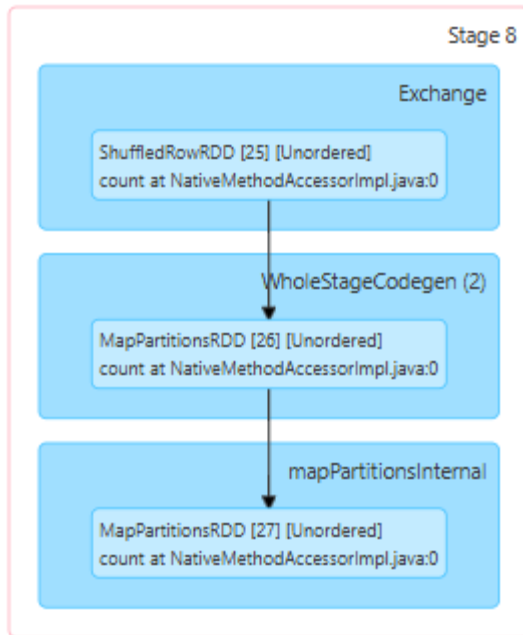 Stage 8
Exchange
ShuffledRowRDD [25] [Unordered]
count at NativeMethodAccessorImpl.java:0
WholeStageCodegen (2)
MapPartitionsRDD [26] [Unordered]
count at NativeMethodAccessorImpl.java:0
mapPartitionsInternal
MapPartitionsRDD [27] [Unordered]
count at NativeMethodAccessorImpl.java:0